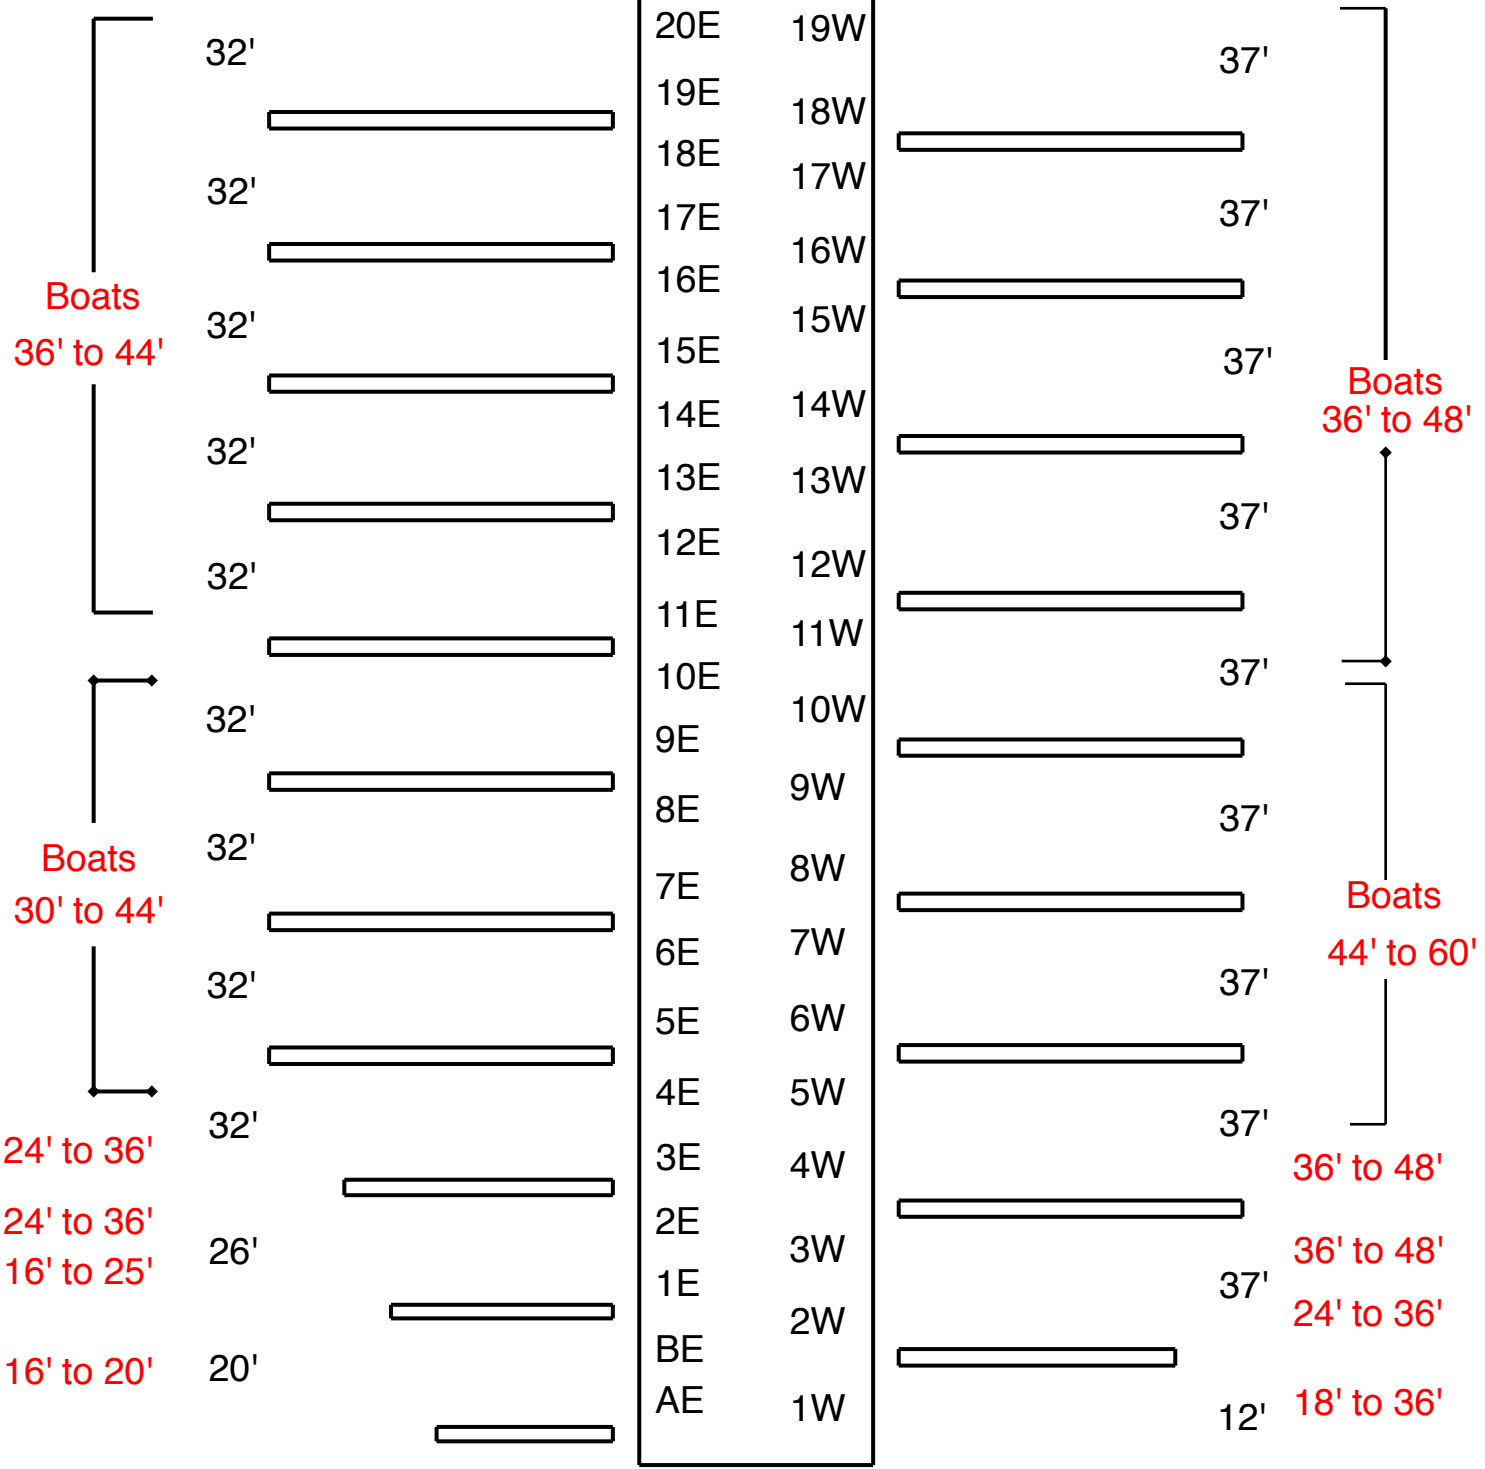 20E 19W
32' 37'
19E 18W
18E 17W
32' 37'
17E 16W
16E 15W
Boats
36' to 44'
32' 37'
15E 14W
Boats
36' to 48'
14E 13W
32' 37'
13E 12W
12E
32'
11E 11W
10E 37'
32' 10W
9E 9W
8E 37'
32'
Boats
30' to 44'
7E 8W
Boats
44' to 60'
6E 7W
32' 37'
5E 6W
4E 5W
32' 37'
24' to 36' 3E 4W 36' to 48'
24' to 36' 2E
26' 3W 36' to 48'
16' to 25' 1E 37'
2W 24' to 36'
BE
16' to 20' 20'
AE 1W 12' 18' to 36'